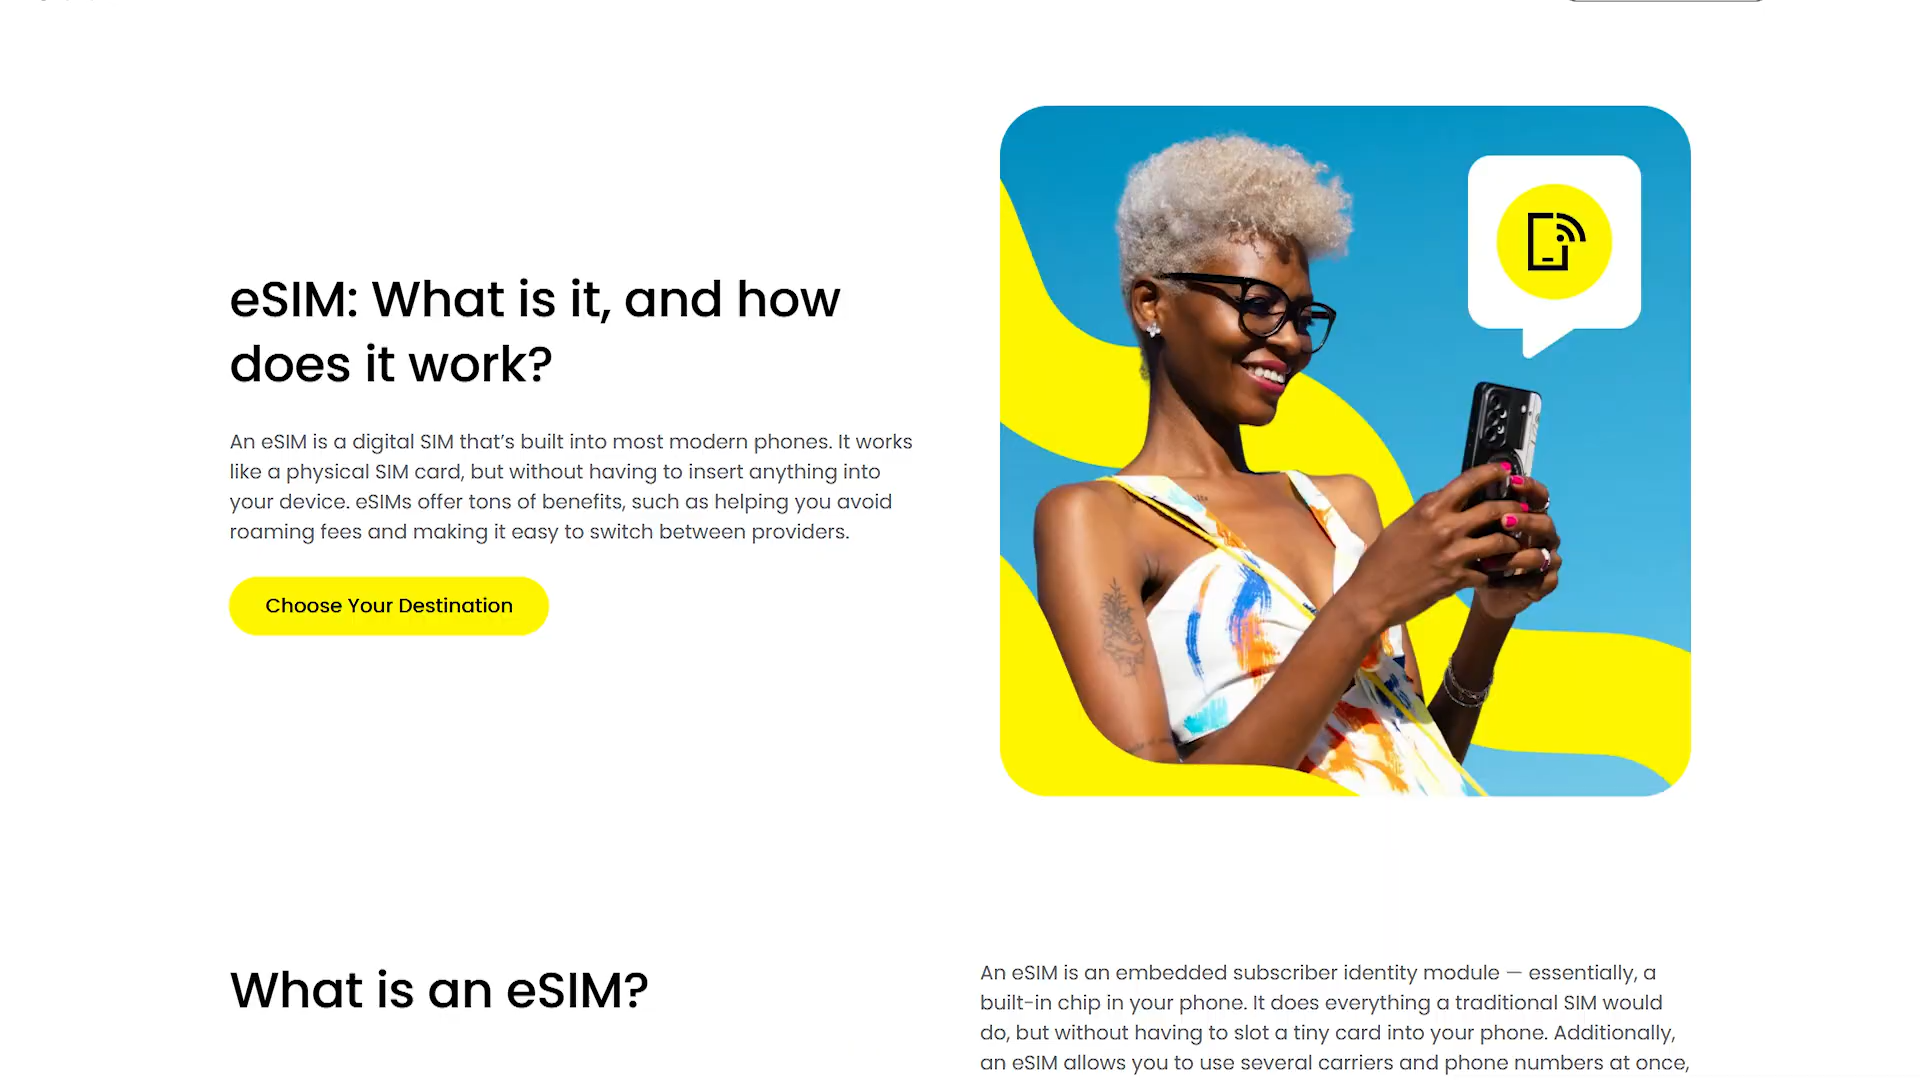 eSIM: What is it, and how
does it work?
An eSIM is a digital SIM that's built into most modern phones. It works
like a physical SIM card, but without having to insert anything into
your device. eSIMs offer tons of benefits, such as helping you avoid
roaming fees and making it easy to switch between providers.
Choose Your Destination
What is an eSIM?
An eSIM is an embedded subscriber identity module — essentially, a
built-in chip in your phone. It does everything a traditional SIM would
do, but without having to slot a tiny card into your phone. Additionally,
an eSIM allows you to use several carriers and phone numbers at once,